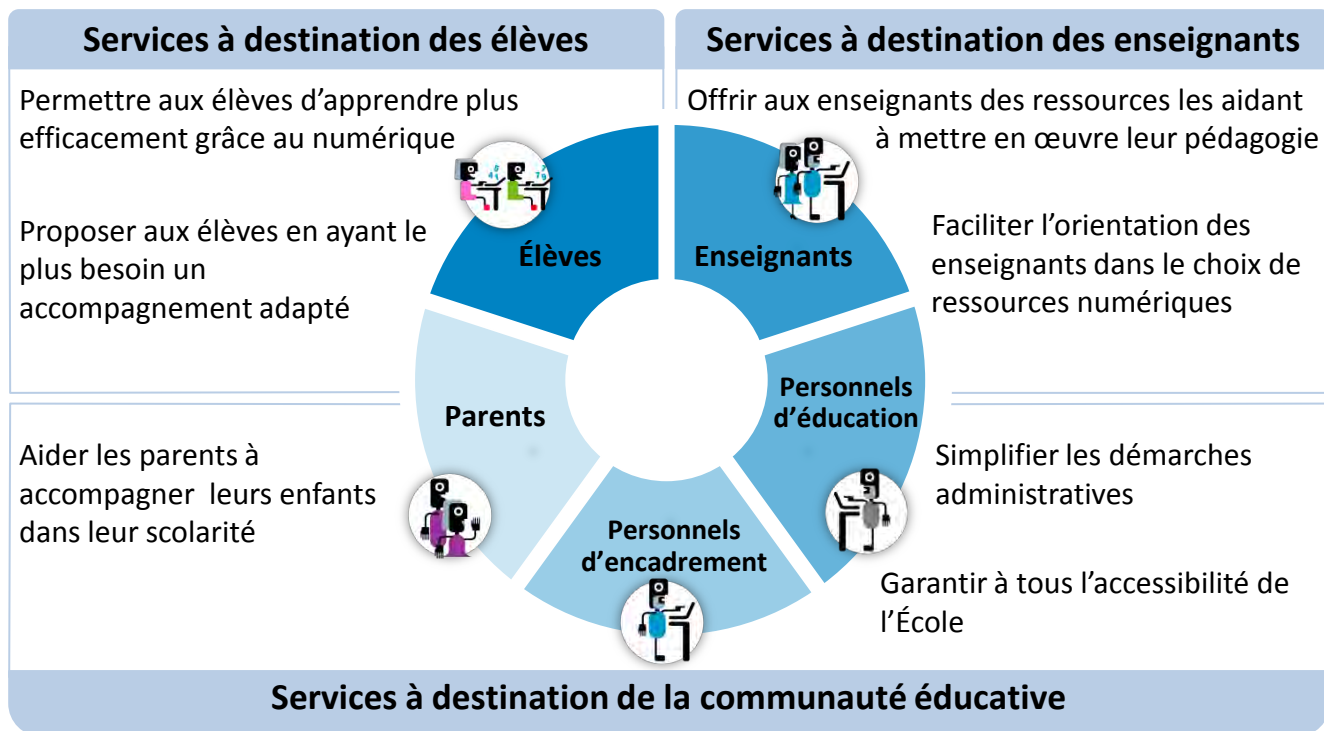 Services à destination des élèves
Permettre aux élèves d'apprendre plus
efficacement grâce au numérique
Proposer aux élèves en ayant le
plus besoin un
accompagnement adapté
Services à destination des enseignants
Offrir aux enseignants des ressources les aidant
à mettre en œuvre leur pédagogie
Faciliter l'orientation des
enseignants dans le choix de
ressources numériques
Élèves
Enseignants
Parents
Personnels
d'éducation
Personnels
d'encadrement
Aider les parents à
accompagner leurs enfants
dans leur scolarité
Simplifier les démarches
administratives
Garantir à tous l'accessibilité de
l'École
Services à destination de la communauté éducative